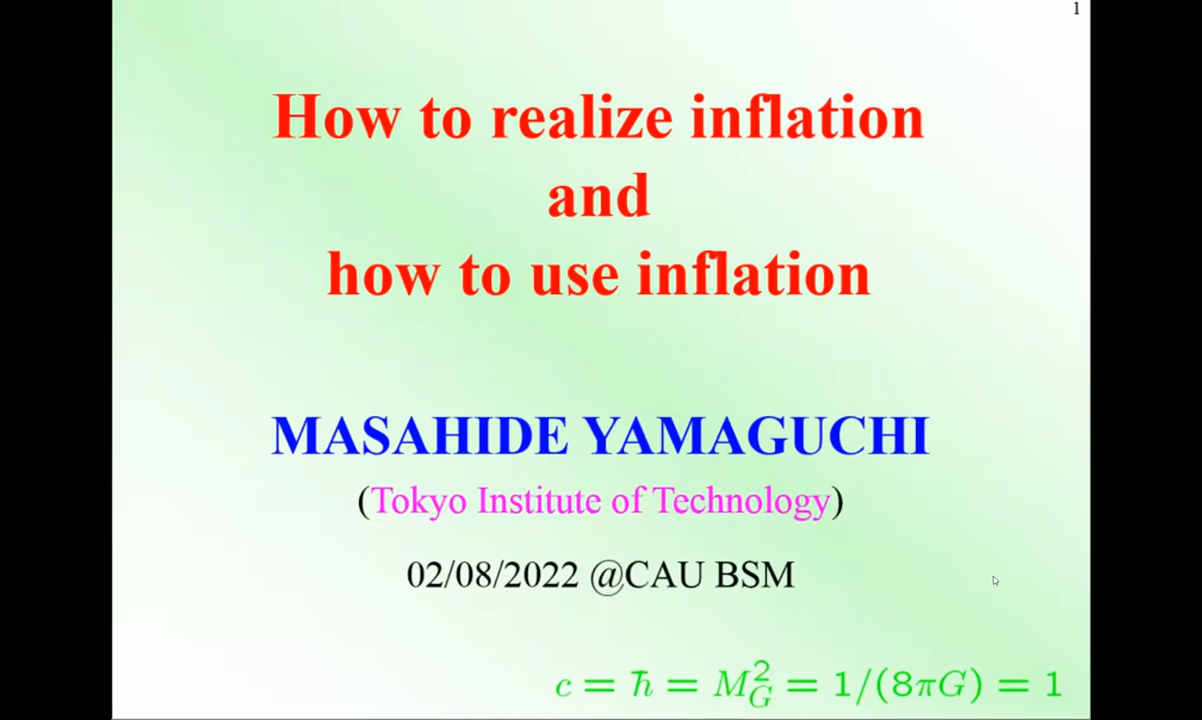 1
How to realize inflation
and
how to use inflation
MASAHIDE YAMAGUCHI
(Tokyo Institute of Technology)
02/08/2022 @CAU BSM
c = ħ = M_G^2 = 1/(8πG) = 1